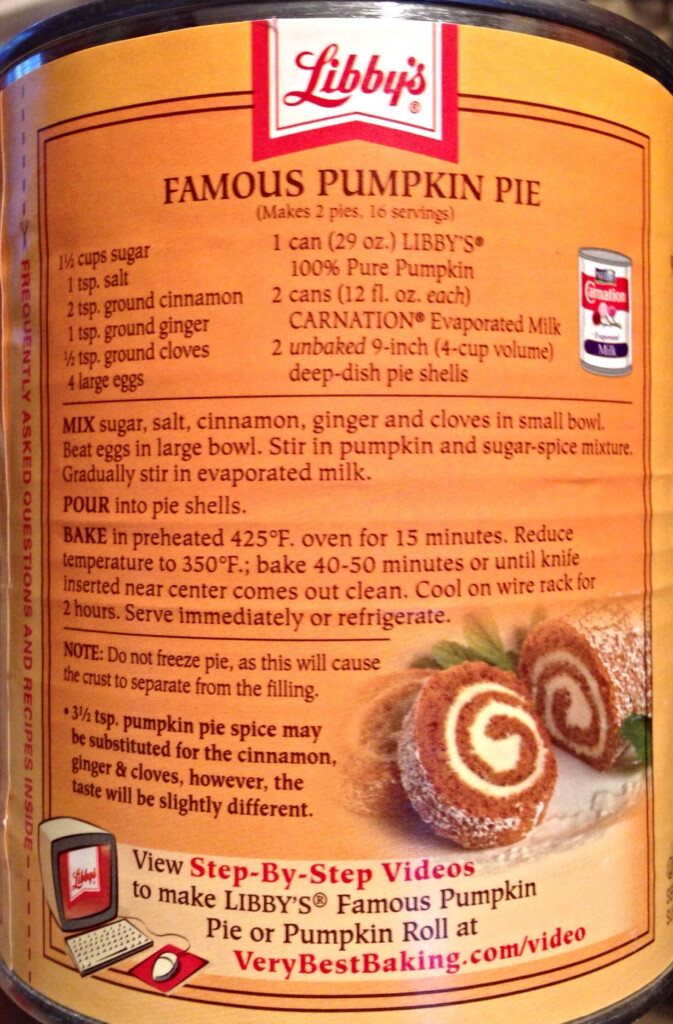 Libby's®
FAMOUS PUMPKIN PIE
(Makes 2 pies, 16 servings)
1½ cups sugar
1 tsp. salt
2 tsp. ground cinnamon
1 tsp. ground ginger
½ tsp. ground cloves
4 large eggs
1 can (29 oz.) LIBBY'S®
100% Pure Pumpkin
2 cans (12 fl. oz. each)
CARNATION® Evaporated Milk
2 unbaked 9-inch (4-cup volume)
deep-dish pie shells
Carnation
Evaporated
Milk
MIX sugar, salt, cinnamon, ginger and cloves in small bowl.
Beat eggs in large bowl. Stir in pumpkin and sugar-spice mixture.
Gradually stir in evaporated milk.
POUR into pie shells.
BAKE in preheated 425°F. oven for 15 minutes. Reduce
temperature to 350°F.; bake 40-50 minutes or until knife
inserted near center comes out clean. Cool on wire rack for
2 hours. Serve immediately or refrigerate.
NOTE: Do not freeze pie, as this will cause
the crust to separate from the filling.
• 3½ tsp. pumpkin pie spice may
be substituted for the cinnamon,
ginger & cloves, however, the
taste will be slightly different.
Libby's
View Step-By-Step Videos
to make LIBBY'S® Famous Pumpkin
Pie or Pumpkin Roll at
VeryBestBaking.com/video
FREQUENTLY ASKED QUESTIONS AND RECIPES INSIDE